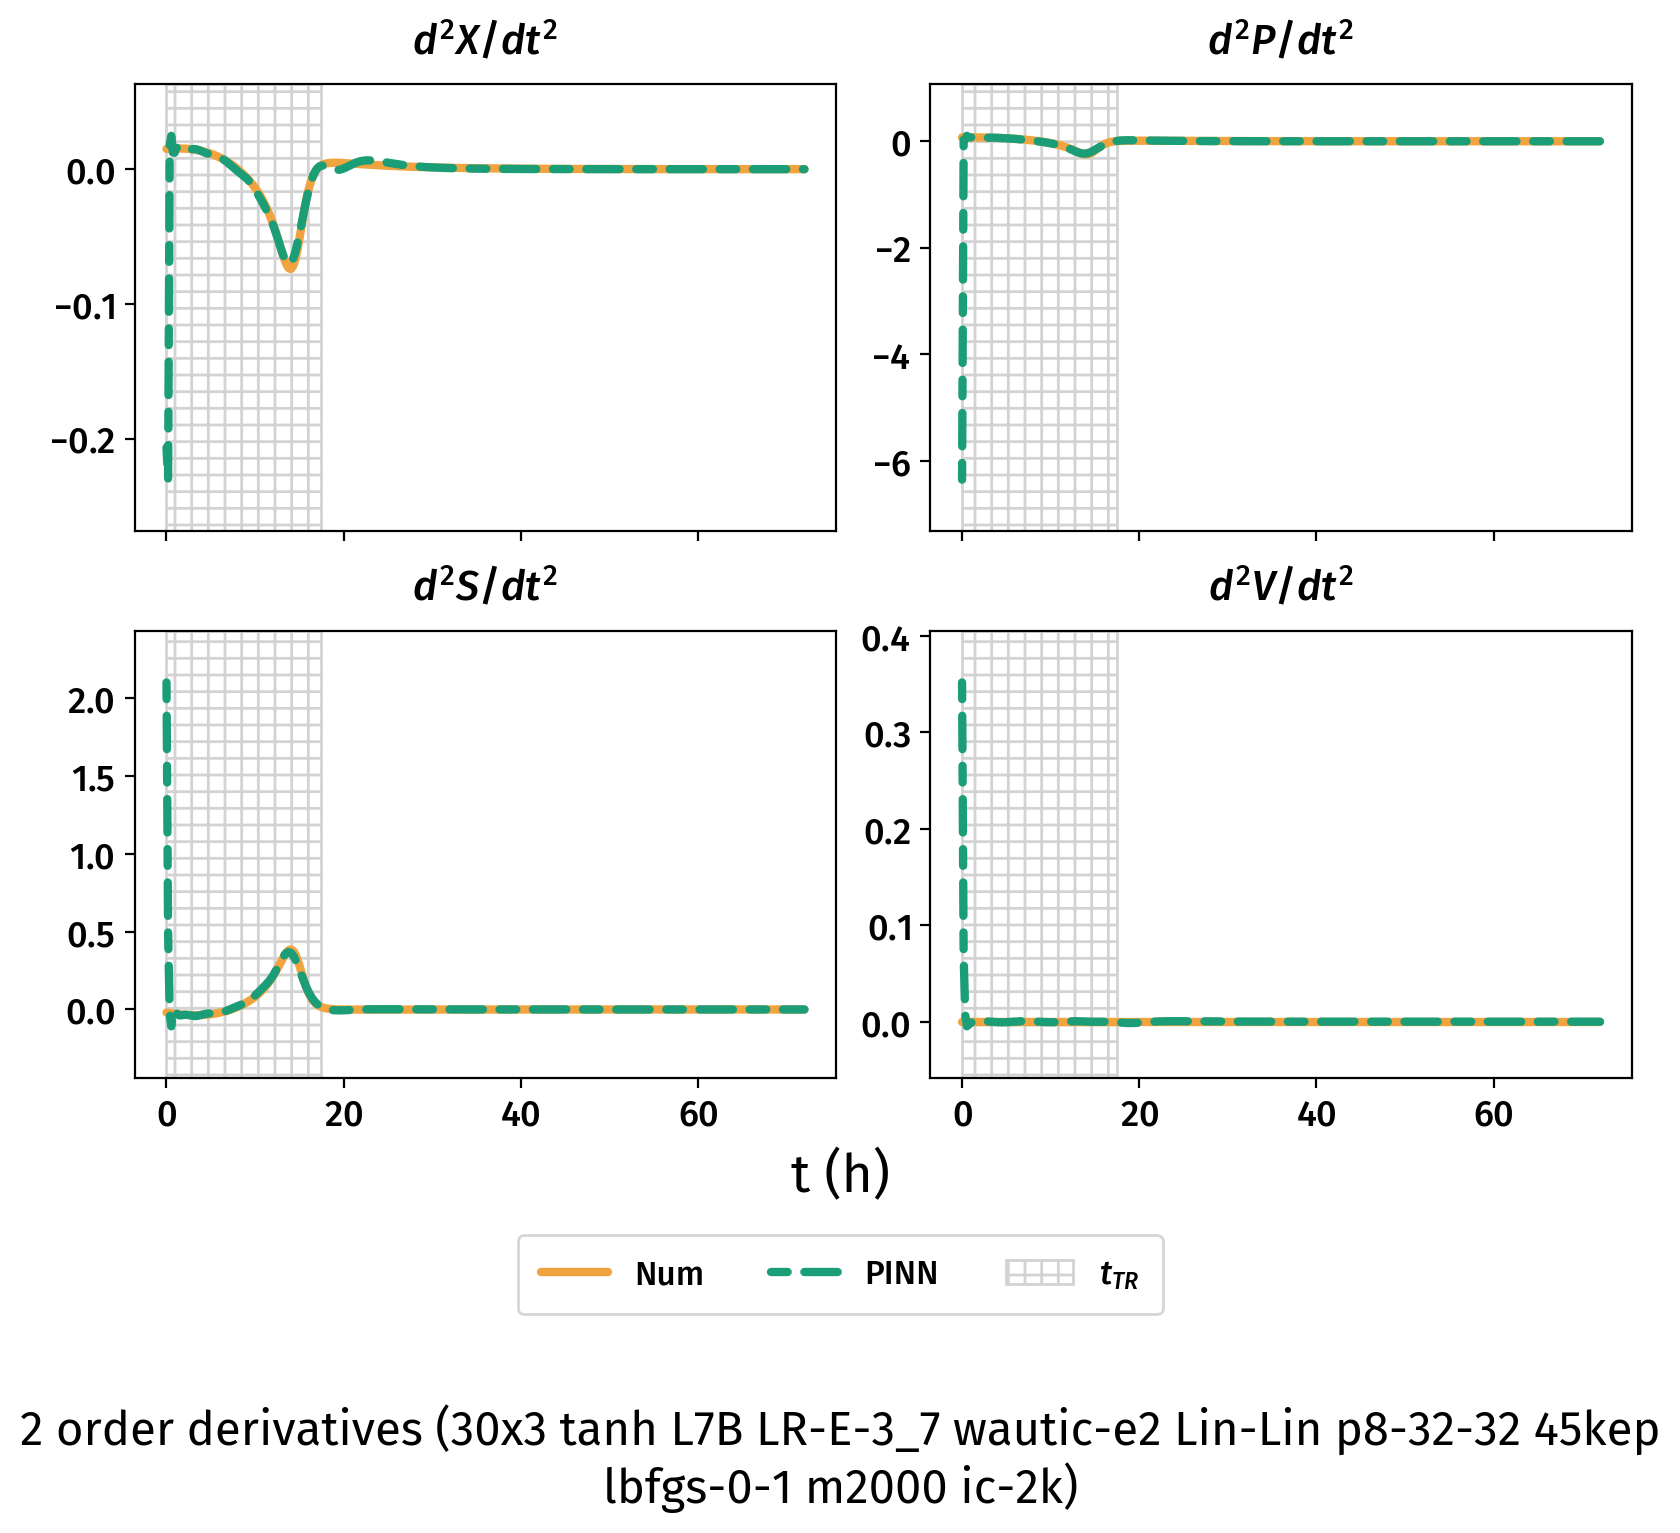 d²X/dt²
d²P/dt²
0.0
−0.1
−0.2
0
−2
−4
−6
d²S/dt²
d²V/dt²
2.0
1.5
1.0
0.5
0.0
0.4
0.3
0.2
0.1
0.0
0 20 40 60
0 20 40 60
t (h)
Num PINN t_TR
2 order derivatives (30x3 tanh L7B LR-E-3_7 wautic-e2 Lin-Lin p8-32-32 45kep
lbfgs-0-1 m2000 ic-2k)